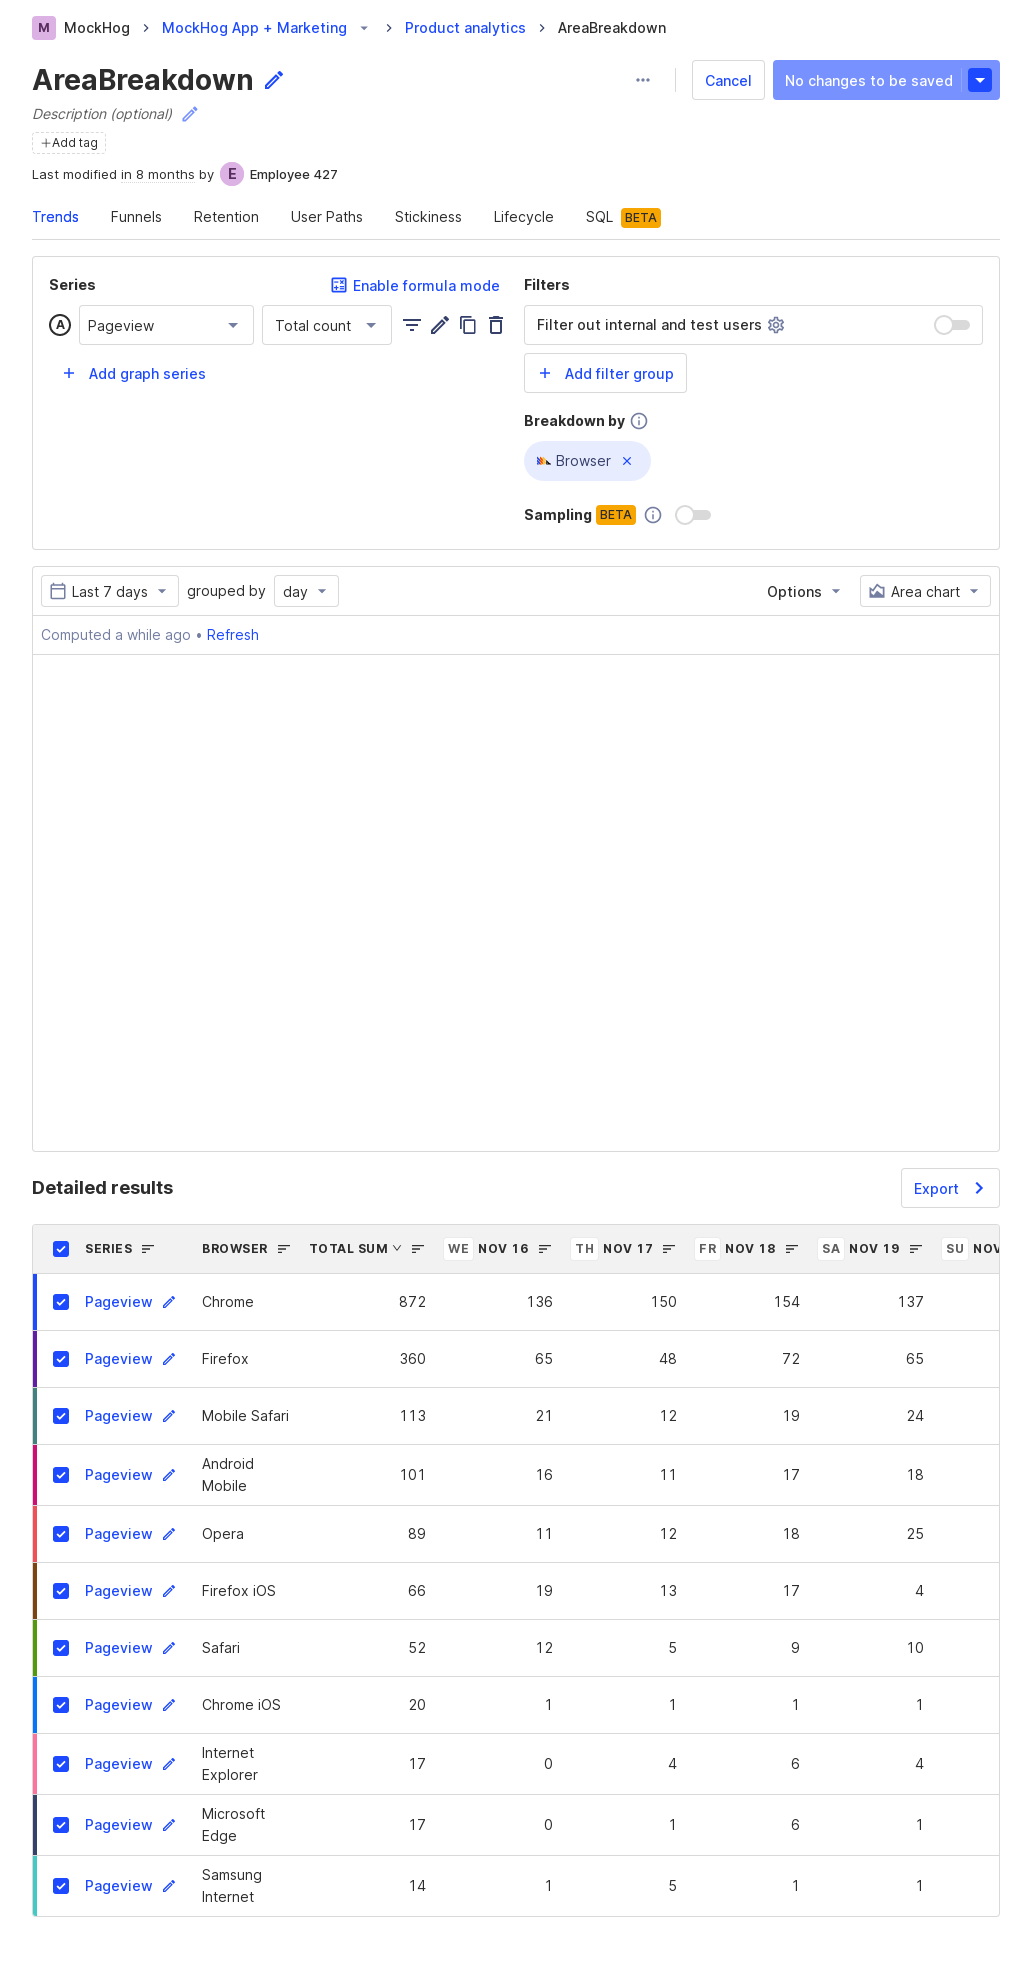 M MockHog > MockHog App + Marketing > Product analytics > AreaBreakdown
AreaBreakdown
Cancel No changes to be saved
Description (optional)
+Add tag
Last modified in 8 months by E Employee 427
Trends Funnels Retention User Paths Stickiness Lifecycle SQL BETA
Series Enable formula mode
A Pageview Total count
+ Add graph series
Filters
Filter out internal and test users
+ Add filter group
Breakdown by
Browser ×
Sampling BETA
Last 7 days grouped by day Options Area chart
Computed a while ago • Refresh
Detailed results Export
SERIES BROWSER TOTAL SUM WE NOV 16 TH NOV 17 FR NOV 18 SA NOV 19 SU NOV
Pageview Chrome 872 136 150 154 137
Pageview Firefox 360 65 48 72 65
Pageview Mobile Safari 113 21 12 19 24
Pageview Android Mobile 101 16 11 17 18
Pageview Opera 89 11 12 18 25
Pageview Firefox iOS 66 19 13 17 4
Pageview Safari 52 12 5 9 10
Pageview Chrome iOS 20 1 1 1 1
Pageview Internet Explorer 17 0 4 6 4
Pageview Microsoft Edge 17 0 1 6 1
Pageview Samsung Internet 14 1 5 1 1